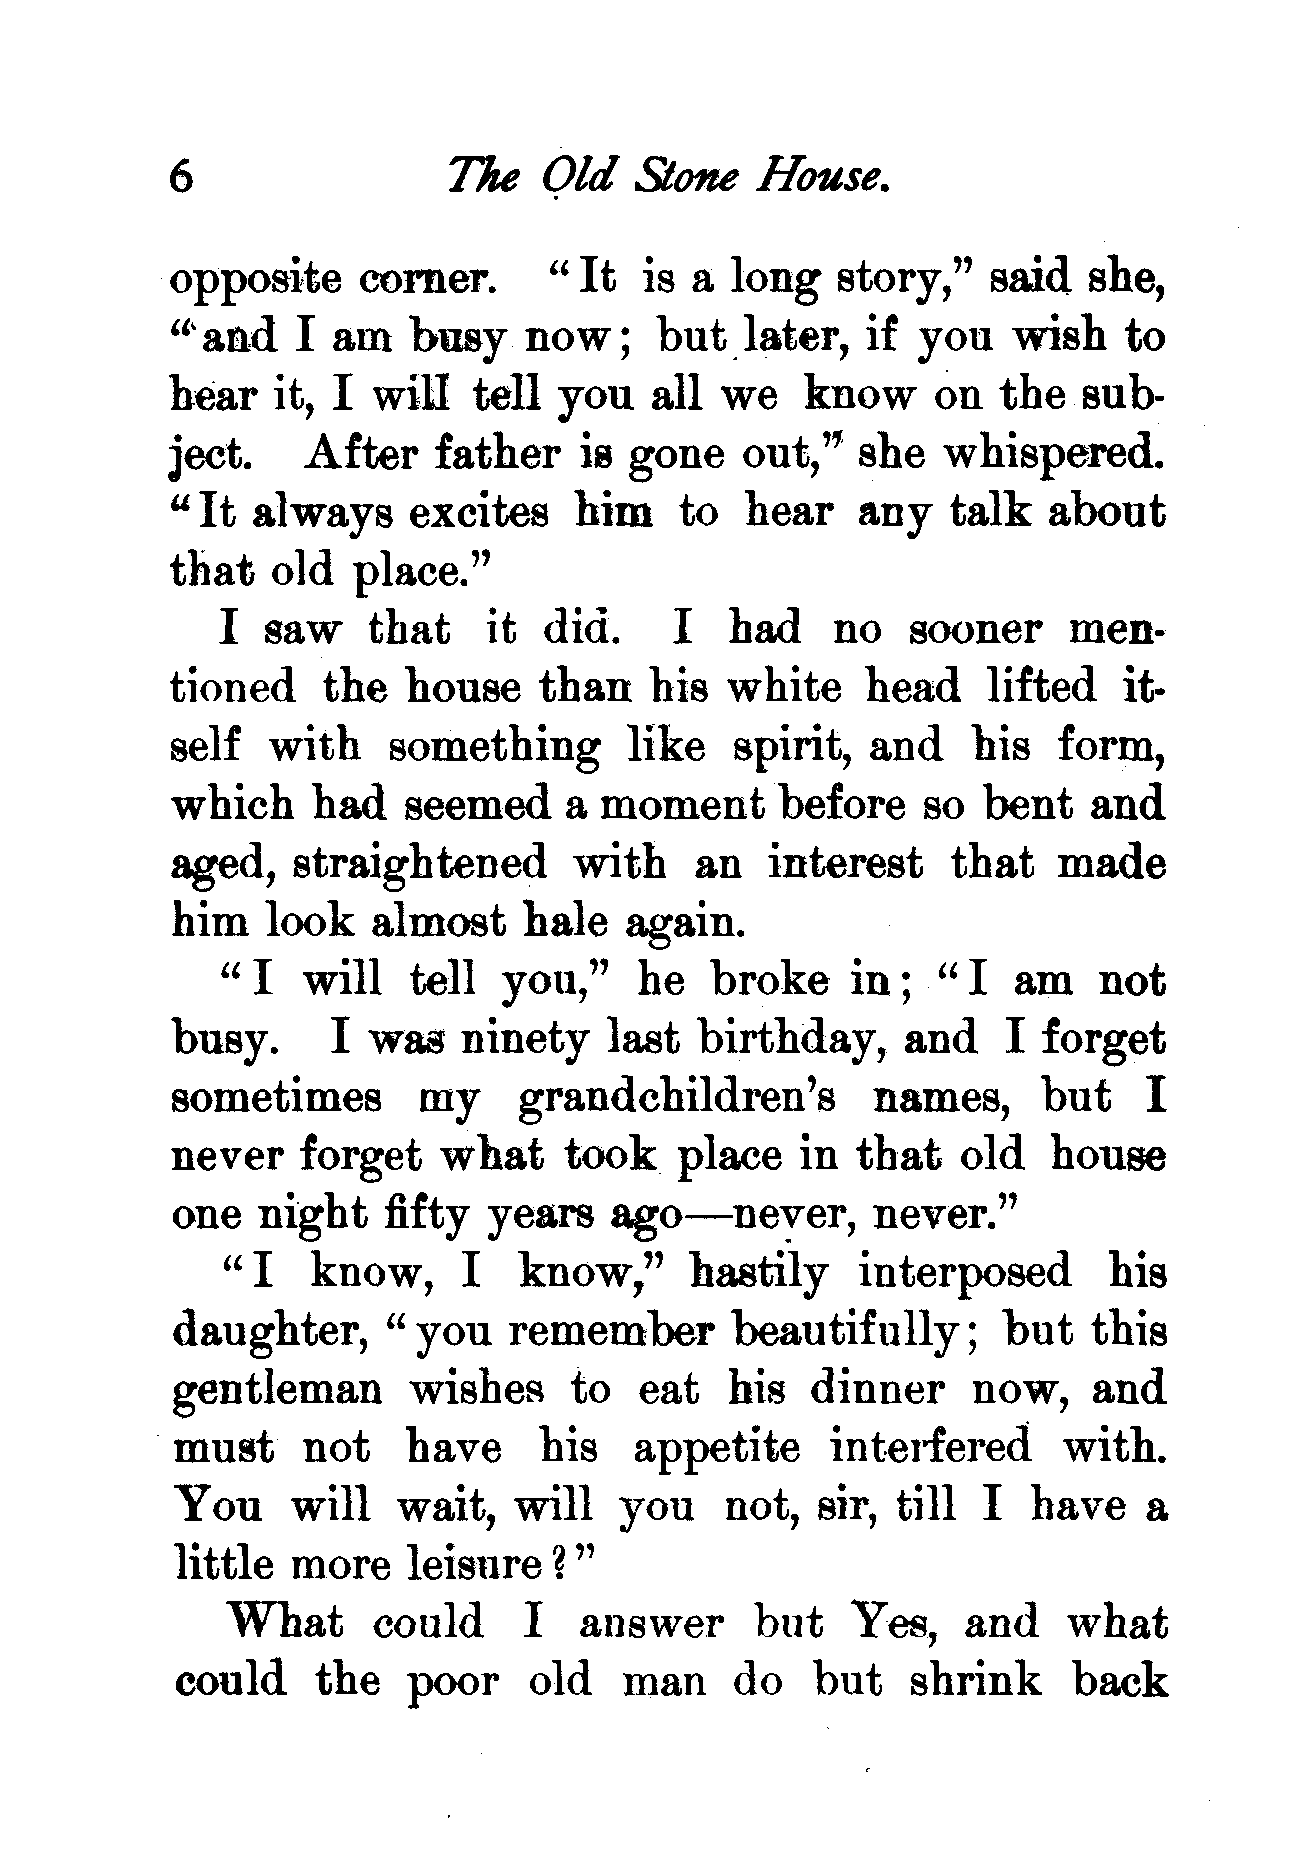 6 The Old Stone House.
opposite corner. "It is a long story," said she,
"and I am busy now; but later, if you wish to
hear it, I will tell you all we know on the sub-
ject. After father is gone out," she whispered.
"It always excites him to hear any talk about
that old place."
I saw that it did. I had no sooner men-
tioned the house than his white head lifted it-
self with something like spirit, and his form,
which had seemed a moment before so bent and
aged, straightened with an interest that made
him look almost hale again.
"I will tell you," he broke in; "I am not
busy. I was ninety last birthday, and I forget
sometimes my grandchildren's names, but I
never forget what took place in that old house
one night fifty years ago—never, never."
"I know, I know," hastily interposed his
daughter, "you remember beautifully; but this
gentleman wishes to eat his dinner now, and
must not have his appetite interfered with.
You will wait, will you not, sir, till I have a
little more leisure?"
What could I answer but Yes, and what
could the poor old man do but shrink back